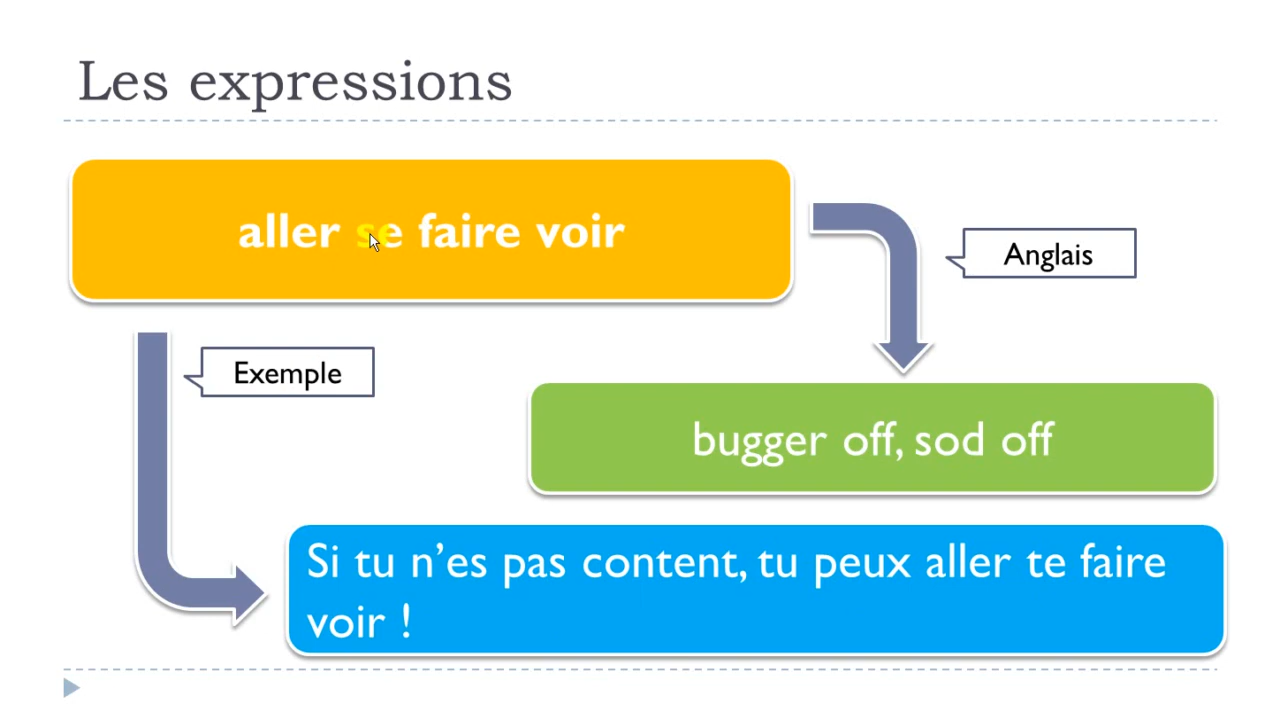 Les expressions
aller se faire voir
Anglais
Exemple
bugger off, sod off
Si tu n’es pas content, tu peux aller te faire
voir !